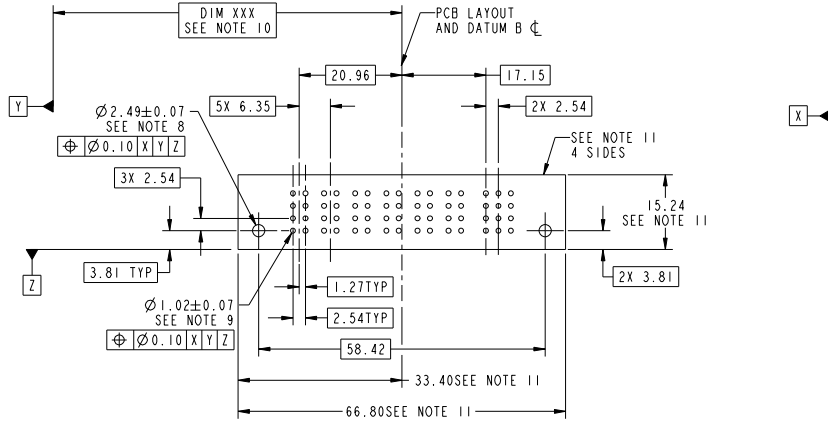 DIM XXX
SEE NOTE 10
PCB LAYOUT
AND DATUM B ℄
20.96
17.15
Y
5X 6.35
2X 2.54
X
Ø2.49±0.07
SEE NOTE 8
⌖ Ø0.10 X Y Z
SEE NOTE 11
4 SIDES
3X 2.54
15.24
SEE NOTE 11
3.81 TYP
2X 3.81
Z
1.27TYP
Ø1.02±0.07
SEE NOTE 9
⌖ Ø0.10 X Y Z
2.54TYP
58.42
33.40SEE NOTE 11
66.80SEE NOTE 11